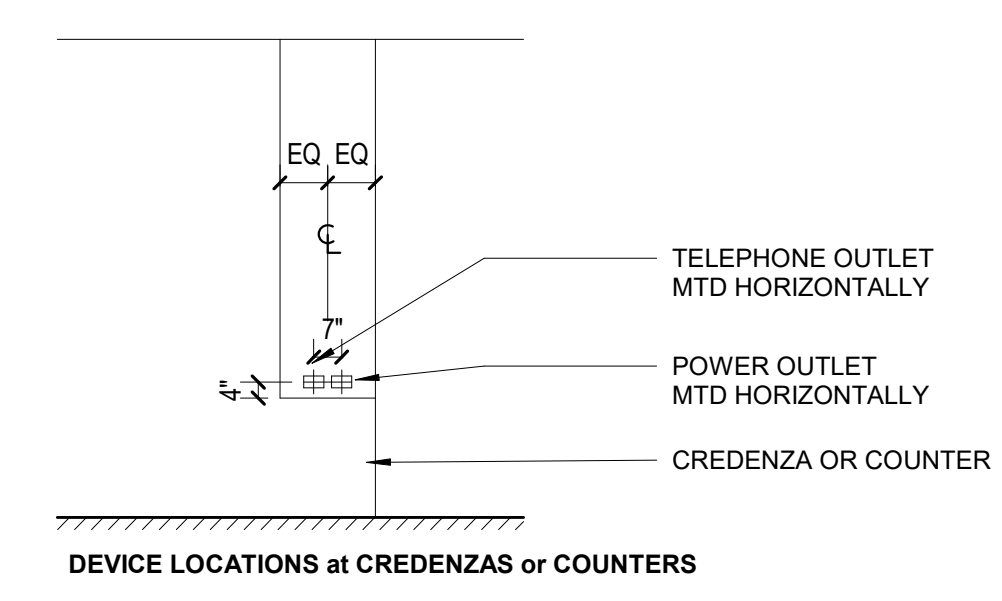 EQ EQ
℄
TELEPHONE OUTLET
MTD HORIZONTALLY
7"
POWER OUTLET
MTD HORIZONTALLY
4"
CREDENZA OR COUNTER
DEVICE LOCATIONS at CREDENZAS or COUNTERS